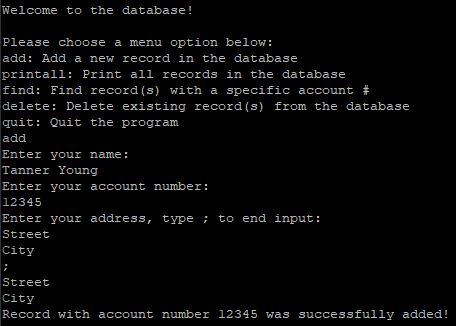 Welcome to the database!
Please choose a menu option below:
add: Add a new record in the database
printall: Print all records in the database
find: Find record(s) with a specific account #
delete: Delete existing record(s) from the database
quit: Quit the program
add
Enter your name:
Tanner Young
Enter your account number:
12345
Enter your address, type ; to end input:
Street
City
;
Street
City
Record with account number 12345 was successfully added!